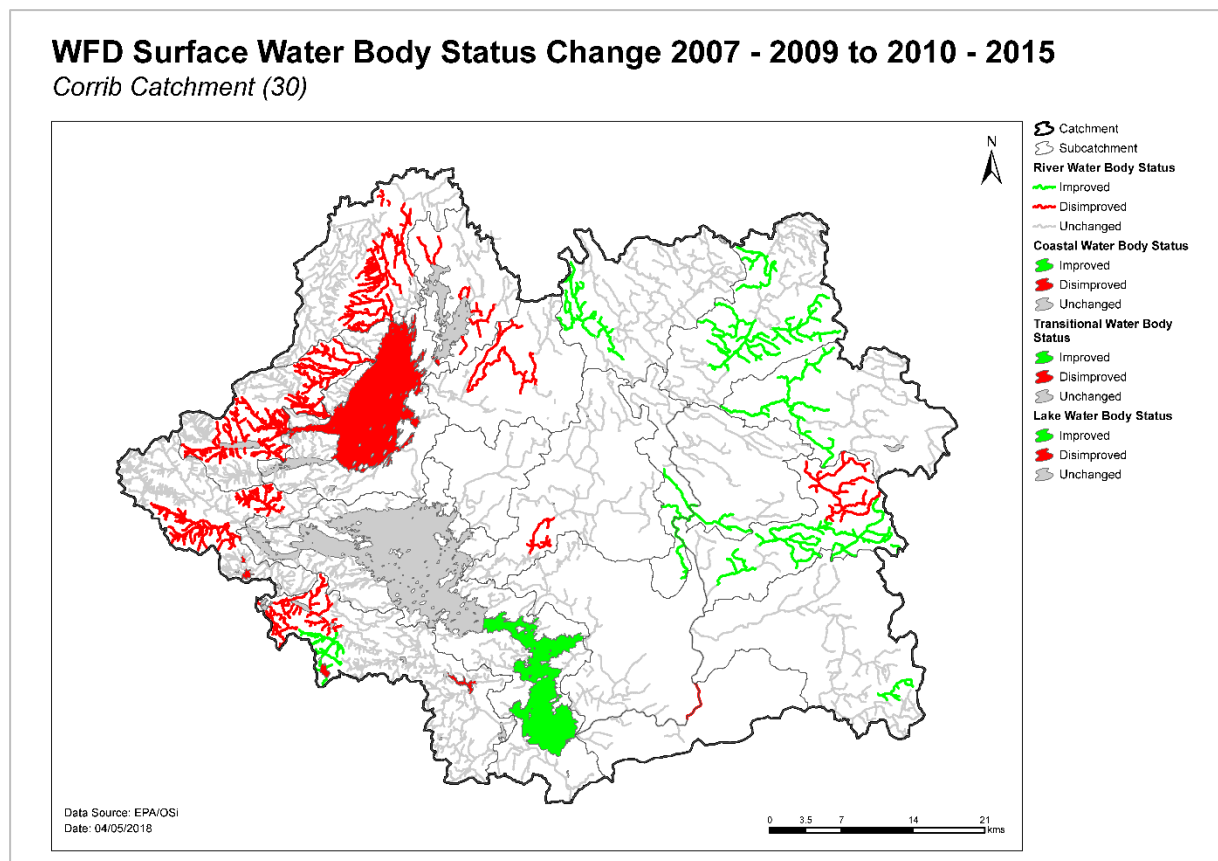 WFD Surface Water Body Status Change 2007 - 2009 to 2010 - 2015
Corrib Catchment (30)
N
Catchment
Subcatchment
River Water Body Status
Improved
Disimproved
Unchanged
Coastal Water Body Status
Improved
Disimproved
Unchanged
Transitional Water Body
Status
Improved
Disimproved
Unchanged
Lake Water Body Status
Improved
Disimproved
Unchanged
Data Source: EPA/OSi
Date: 04/05/2018
0 3.5 7 14 21
kms